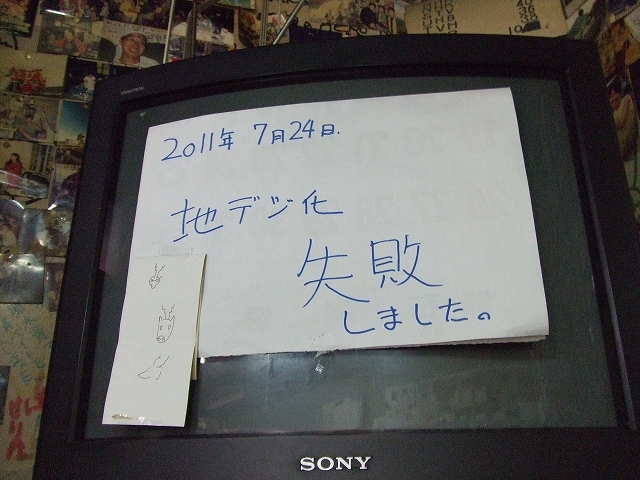 2011年 7月24日.
地デジ化
失敗
しました。
SONY